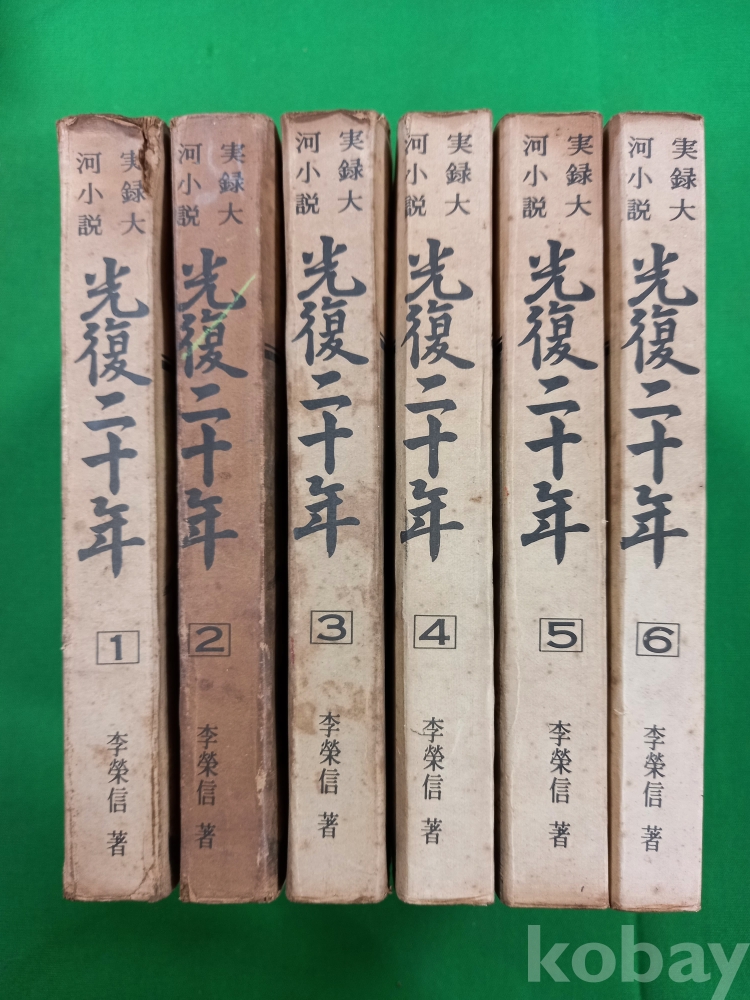 実録大
河小説
光復二十年
1
李榮信 著
実録大
河小説
光復二十年
2
李榮信 著
実録大
河小説
光復二十年
3
李榮信 著
実録大
河小説
光復二十年
4
李榮信 著
実録大
河小説
光復二十年
5
李榮信 著
実録大
河小説
光復二十年
6
李榮信 著
kobay